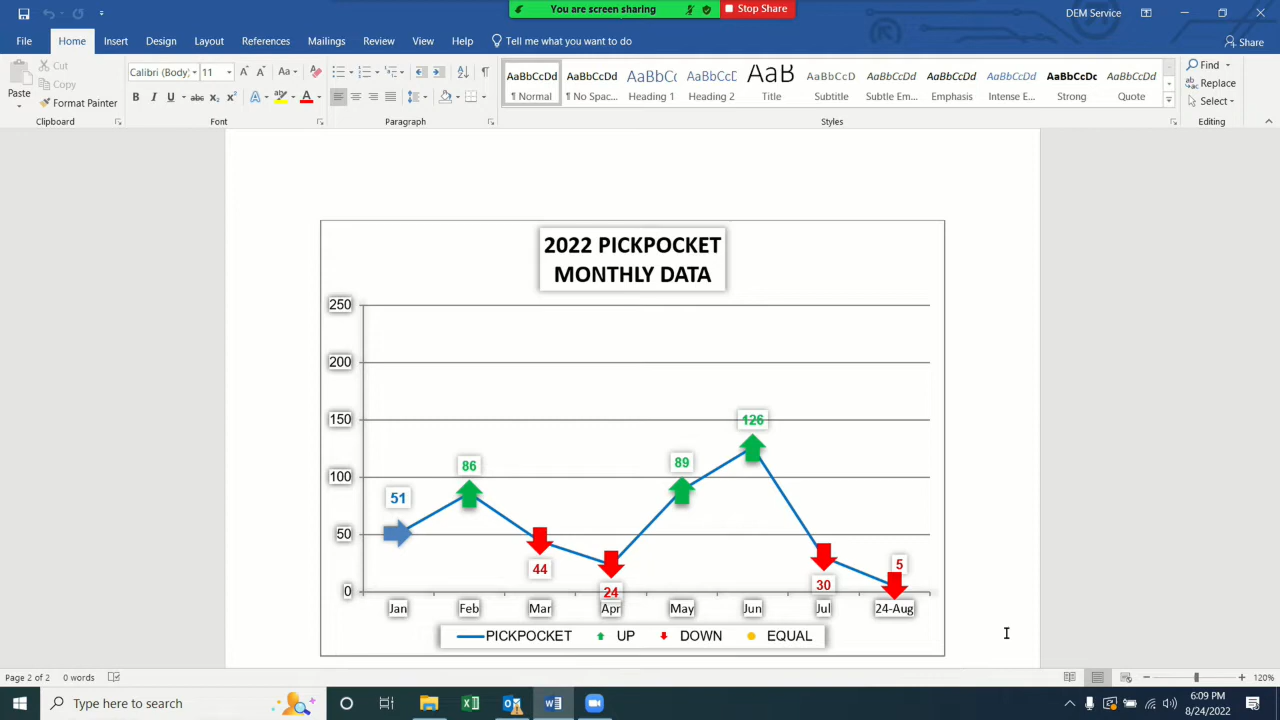 You are screen sharing
Stop Share
DEM Service
File Home Insert Design Layout References Mailings Review View Help Tell me what you want to do Share
Paste
Cut
Copy
Format Painter
Clipboard
Calibri (Body) 11
Font
Paragraph
AaBbCcDd AaBbCcDd AaBbCc AaBbCcD AaB AaBbCcD AaBbCcDd AaBbCcDd AaBbCcDd AaBbCcDc AaBbCcDd
¶ Normal ¶ No Spac... Heading 1 Heading 2 Title Subtitle Subtle Em... Emphasis Intense E... Strong Quote
Styles
Find
Replace
Select
Editing
2022 PICKPOCKET
MONTHLY DATA
250
200
150
100
50
0
51
86
44
24
89
126
30
5
Jan Feb Mar Apr May Jun Jul 24-Aug
PICKPOCKET UP DOWN EQUAL
Page 2 of 2 0 words
120%
Type here to search
6:09 PM
8/24/2022